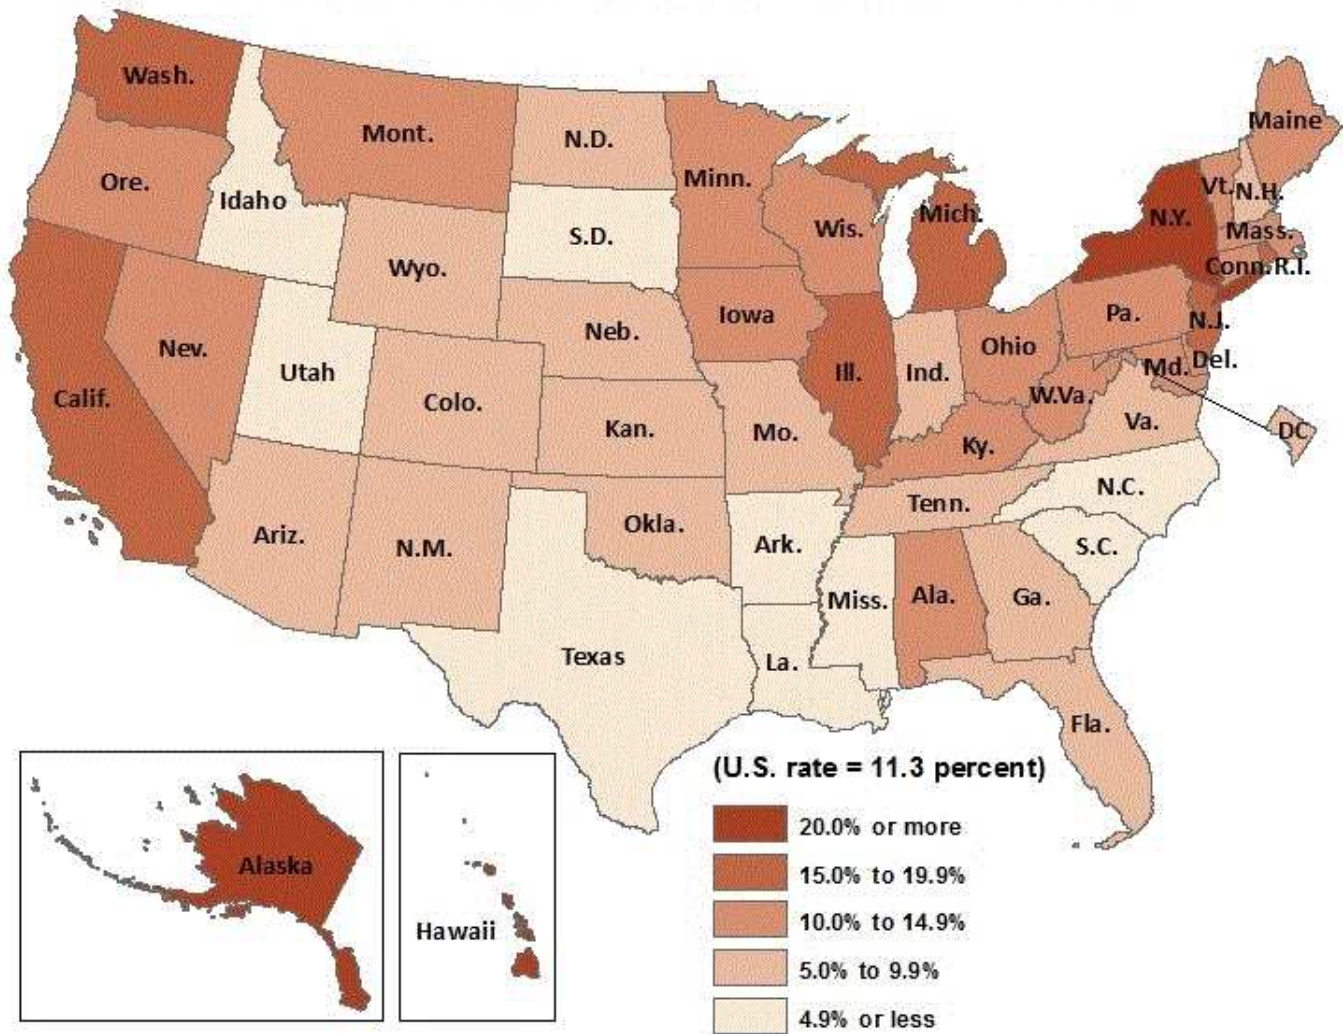 Wash.
Mont.
N.D.
Minn.
Maine
Ore.
Idaho
S.D.
Wis.
Mich.
N.Y.
Vt.
N.H.
Mass.
Conn.
R.I.
Wyo.
Iowa
Pa.
N.J.
Nev.
Utah
Colo.
Neb.
Ill.
Ind.
Ohio
Md.
Del.
Calif.
Kan.
Mo.
Ky.
W.Va.
Va.
DC
Ariz.
N.M.
Okla.
Ark.
Tenn.
N.C.
S.C.
Texas
La.
Miss.
Ala.
Ga.
Fla.
Alaska
Hawaii
(U.S. rate = 11.3 percent)
20.0% or more
15.0% to 19.9%
10.0% to 14.9%
5.0% to 9.9%
4.9% or less